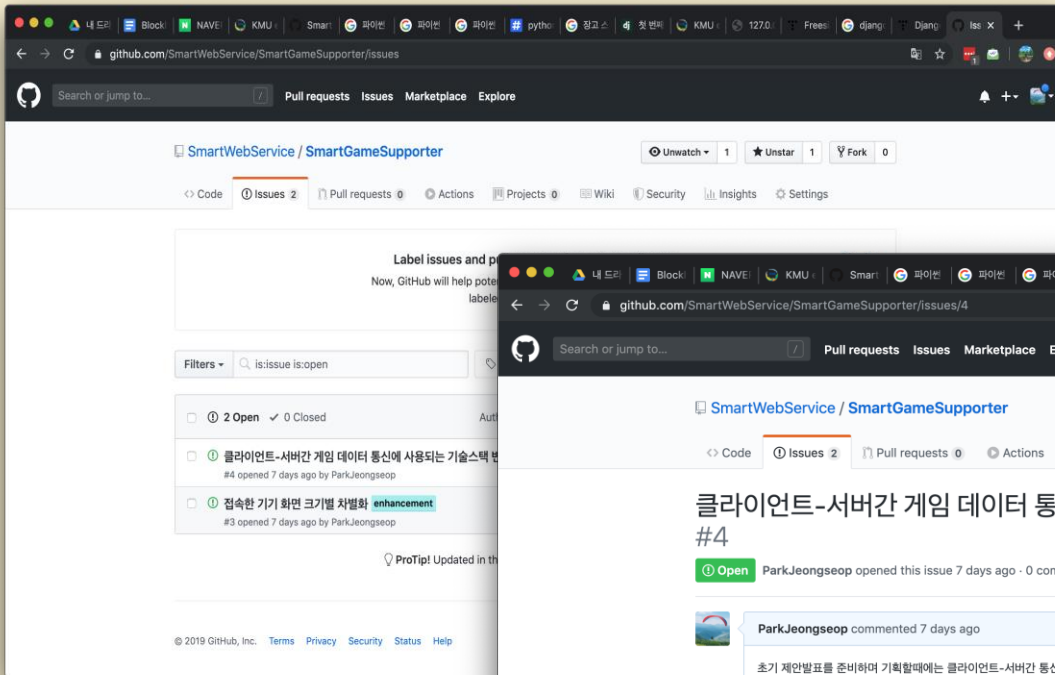 내 드라 Block NAVE KMU Smart 파이썬 파이썬 파이썬 pytho 장고 스 dj 첫 번째 KMU 127.0. Freesi djang Djang Iss
github.com/SmartWebService/SmartGameSupporter/issues
Search or jump to... / Pull requests Issues Marketplace Explore
SmartWebService / SmartGameSupporter
Unwatch 1 Unstar 1 Fork 0
Code Issues 2 Pull requests 0 Actions Projects 0 Wiki Security Insights Settings
Label issues and p
Now, GitHub will help pote
labele
Filters is:issue is:open
2 Open 0 Closed Aut
클라이언트-서버간 게임 데이터 통신에 사용되는 기술스택 변
#4 opened 7 days ago by ParkJeongseop
접속한 기기 화면 크기별 차별화 enhancement
#3 opened 7 days ago by ParkJeongseop
ProTip! Updated in th
© 2019 GitHub, Inc. Terms Privacy Security Status Help
내 드라 Block NAVE KMU Smart 파이썬 파이썬
github.com/SmartWebService/SmartGameSupporter/issues/4
Search or jump to... / Pull requests Issues Marketplace E
SmartWebService / SmartGameSupporter
Code Issues 2 Pull requests 0 Actions
클라이언트-서버간 게임 데이터 통
#4
Open ParkJeongseop opened this issue 7 days ago · 0 com
ParkJeongseop commented 7 days ago
초기 제안발표를 준비하며 기획할때에는 클라이언트-서버간 통신